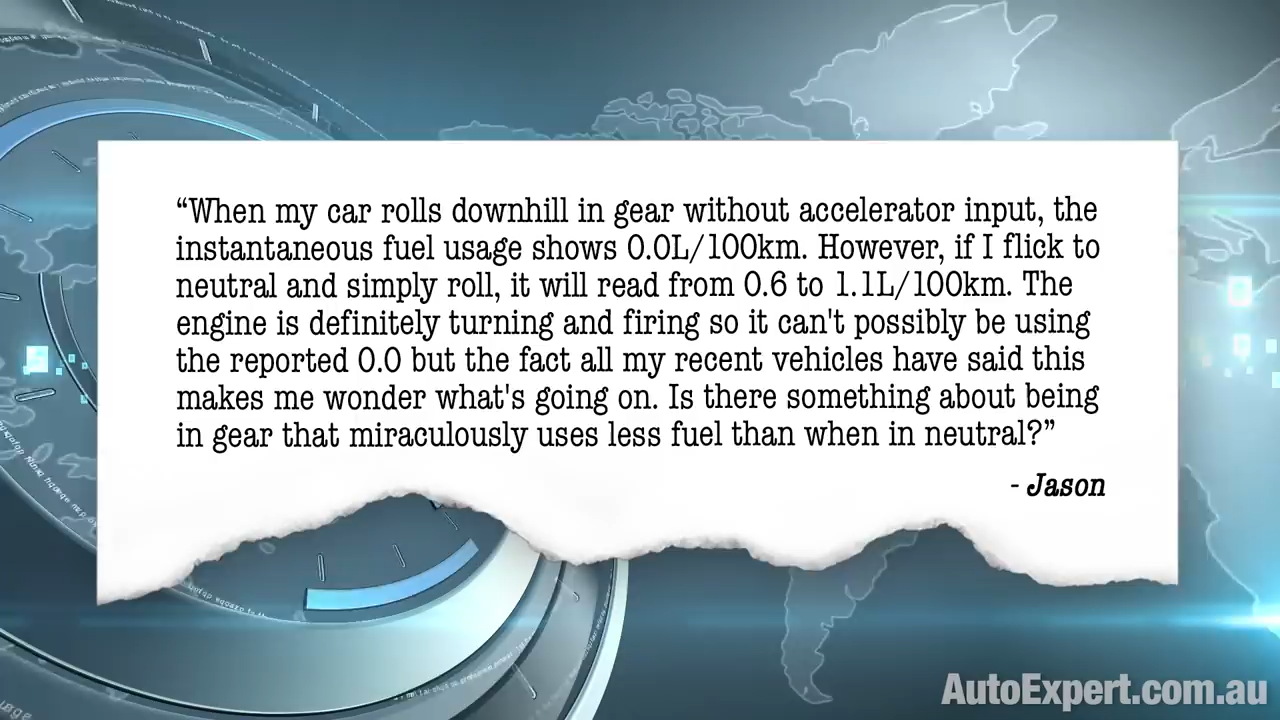 “When my car rolls downhill in gear without accelerator input, the
instantaneous fuel usage shows 0.0L/100km. However, if I flick to
neutral and simply roll, it will read from 0.6 to 1.1L/100km. The
engine is definitely turning and firing so it can't possibly be using
the reported 0.0 but the fact all my recent vehicles have said this
makes me wonder what's going on. Is there something about being
in gear that miraculously uses less fuel than when in neutral?”
- Jason
AutoExpert.com.au